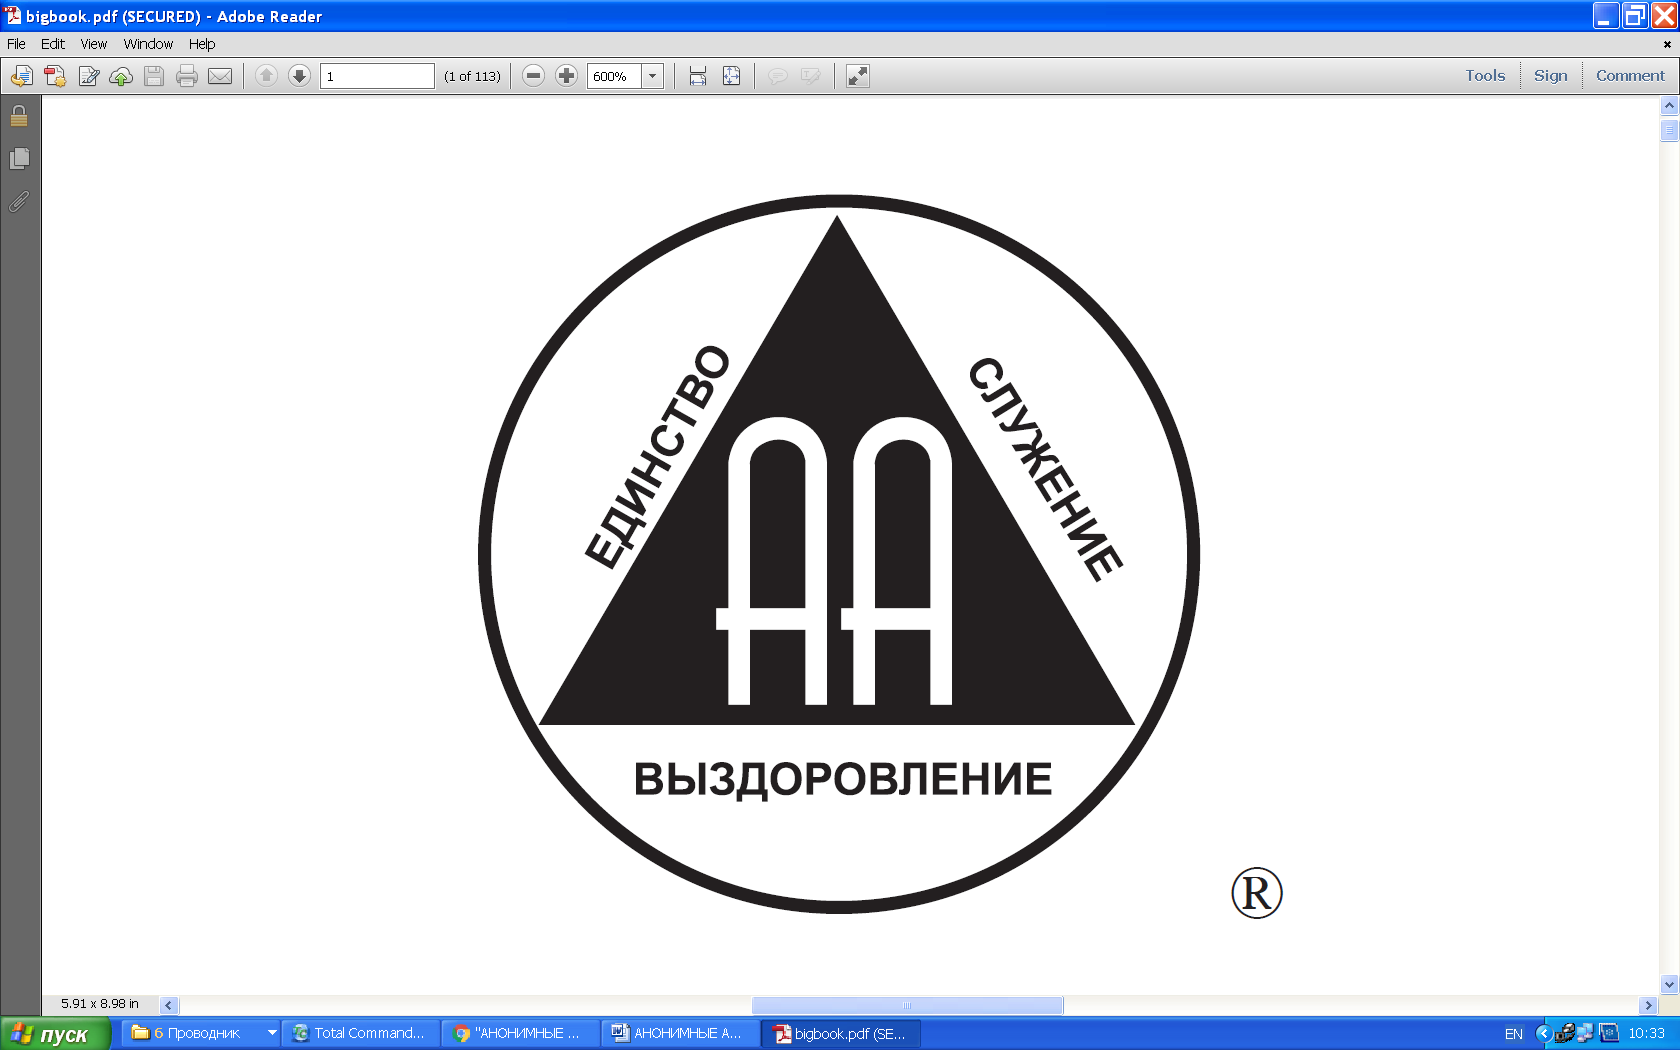 bigbook.pdf (SECURED) - Adobe Reader
File Edit View Window Help
1 (1 of 113) 600% Tools Sign Comment
ЕДИНСТВО
СЛУЖЕНИЕ
АА
ВЫЗДОРОВЛЕНИЕ
®
5.91 x 8.98 in
пуск 6 Проводник Total Command... "АНОНИМНЫЕ ... АНОНИМНЫЕ А... bigbook.pdf (SE... EN 10:33